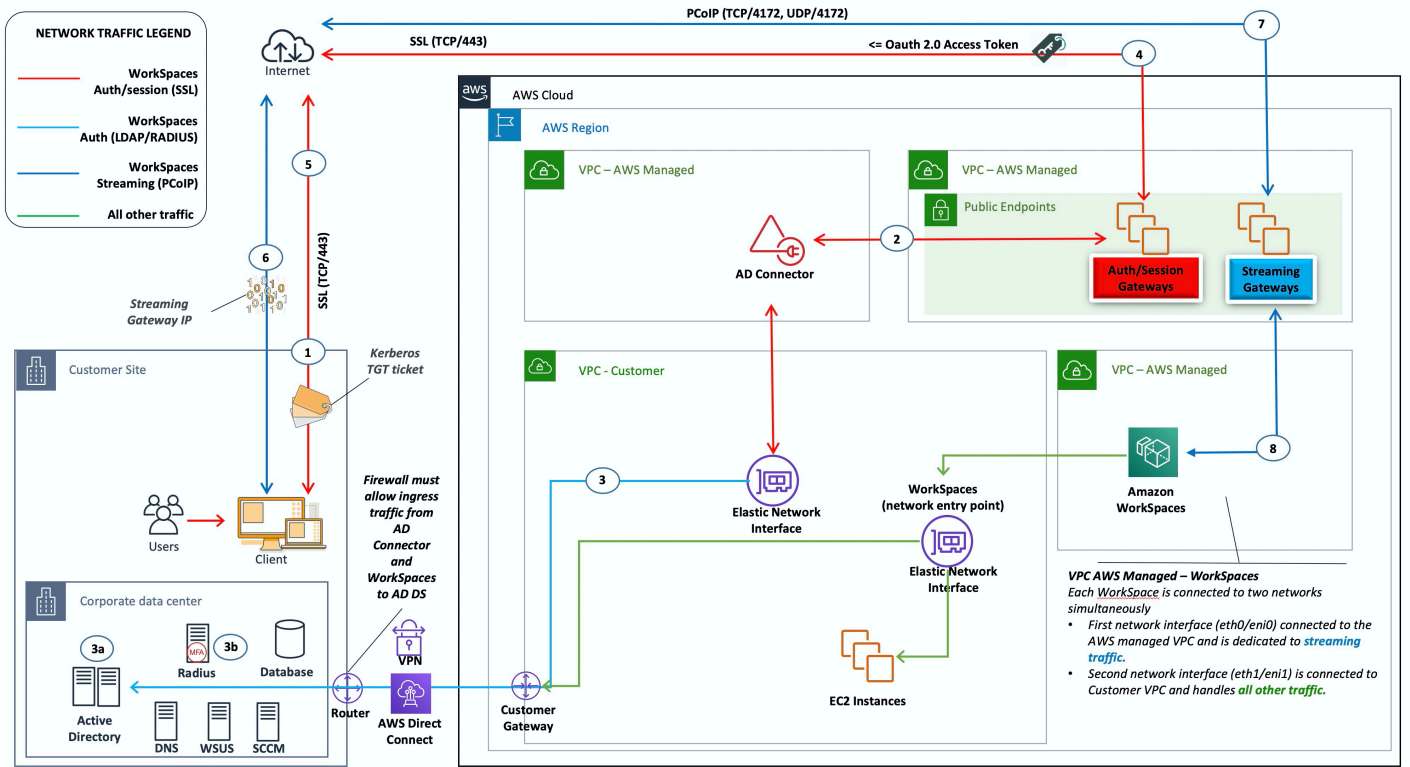 PCoIP (TCP/4172, UDP/4172)
7
NETWORK TRAFFIC LEGEND
WorkSpaces
Auth/session (SSL)
WorkSpaces
Auth (LDAP/RADIUS)
WorkSpaces
Streaming (PCoIP)
All other traffic
Internet
SSL (TCP/443)
<= Oauth 2.0 Access Token
4
aws
AWS Cloud
AWS Region
VPC – AWS Managed
VPC – AWS Managed
Public Endpoints
5
2
AD Connector
Auth/Session
Gateways
Streaming
Gateways
6
SSL (TCP/443)
Streaming
Gateway IP
1
Kerberos
TGT ticket
Customer Site
VPC - Customer
VPC – AWS Managed
8
3
Elastic Network
Interface
WorkSpaces
(network entry point)
Elastic Network
Interface
Amazon
WorkSpaces
Firewall must
allow ingress
traffic from
AD
Connector
and
WorkSpaces
to AD DS
Users
Client
Corporate data center
3a
MFA
3b
Radius
Database
VPN
Active
Directory
DNS
WSUS
SCCM
Router
AWS Direct
Connect
Customer
Gateway
EC2 Instances
VPC AWS Managed – WorkSpaces
Each WorkSpace is connected to two networks
simultaneously
• First network interface (eth0/eni0) connected to the
AWS managed VPC and is dedicated to streaming
traffic.
• Second network interface (eth1/eni1) is connected to
Customer VPC and handles all other traffic.